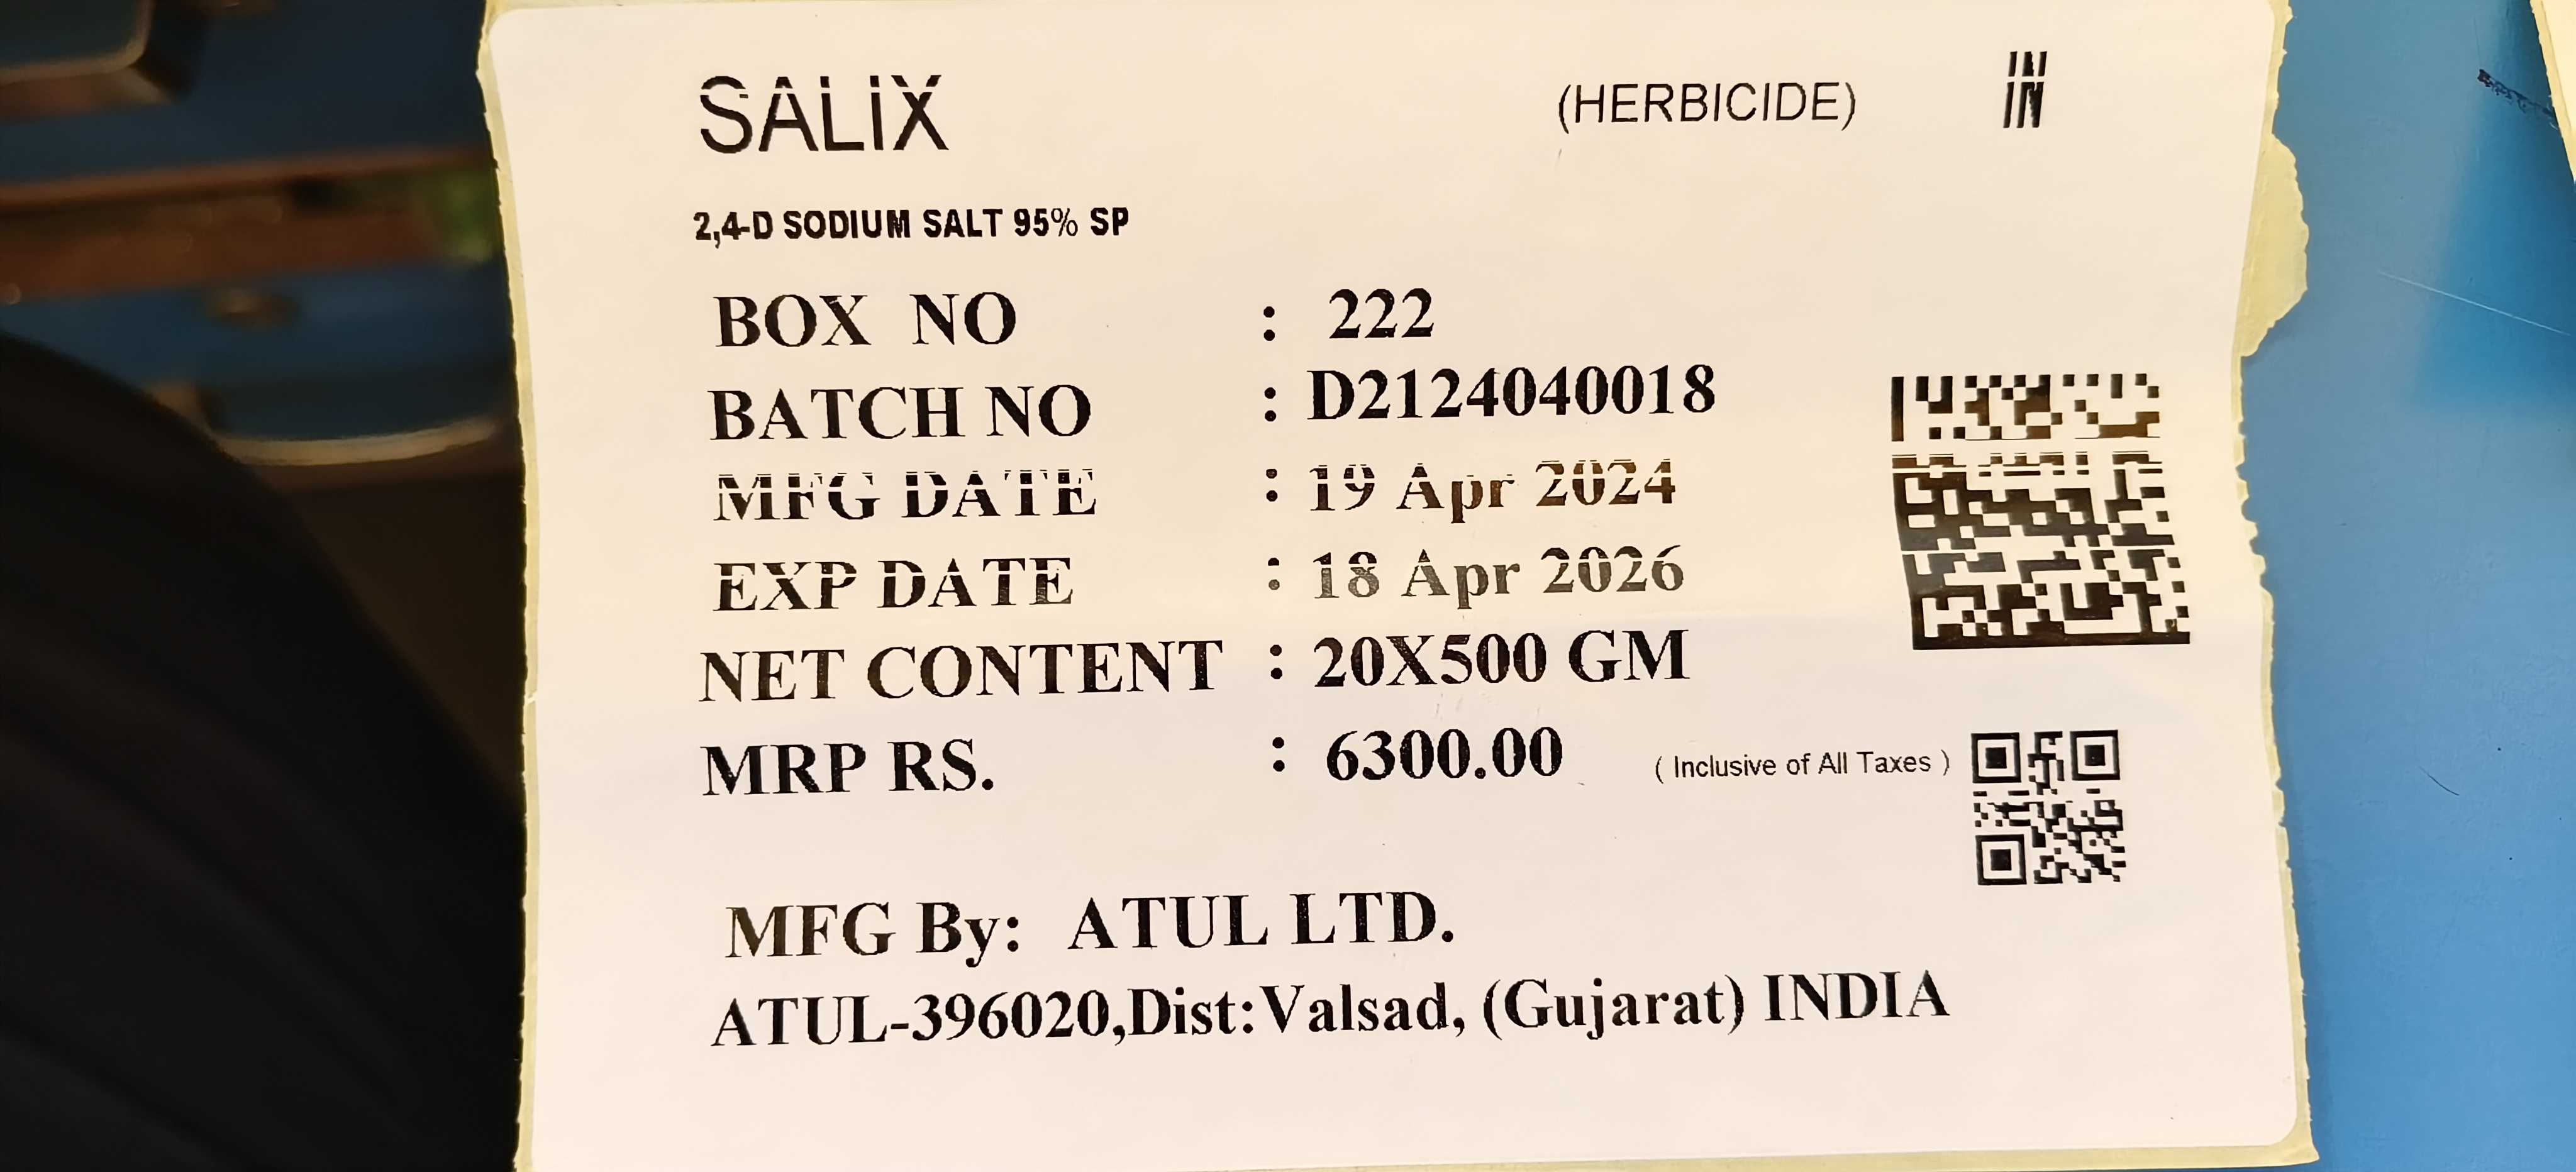 SALIX (HERBICIDE) IN
2,4-D SODIUM SALT 95% SP
BOX NO : 222
BATCH NO : D2124040018
MFG DATE : 19 Apr 2024
EXP DATE : 18 Apr 2026
NET CONTENT : 20X500 GM
MRP RS. : 6300.00 ( Inclusive of All Taxes )
MFG By: ATUL LTD.
ATUL-396020,Dist:Valsad, (Gujarat) INDIA